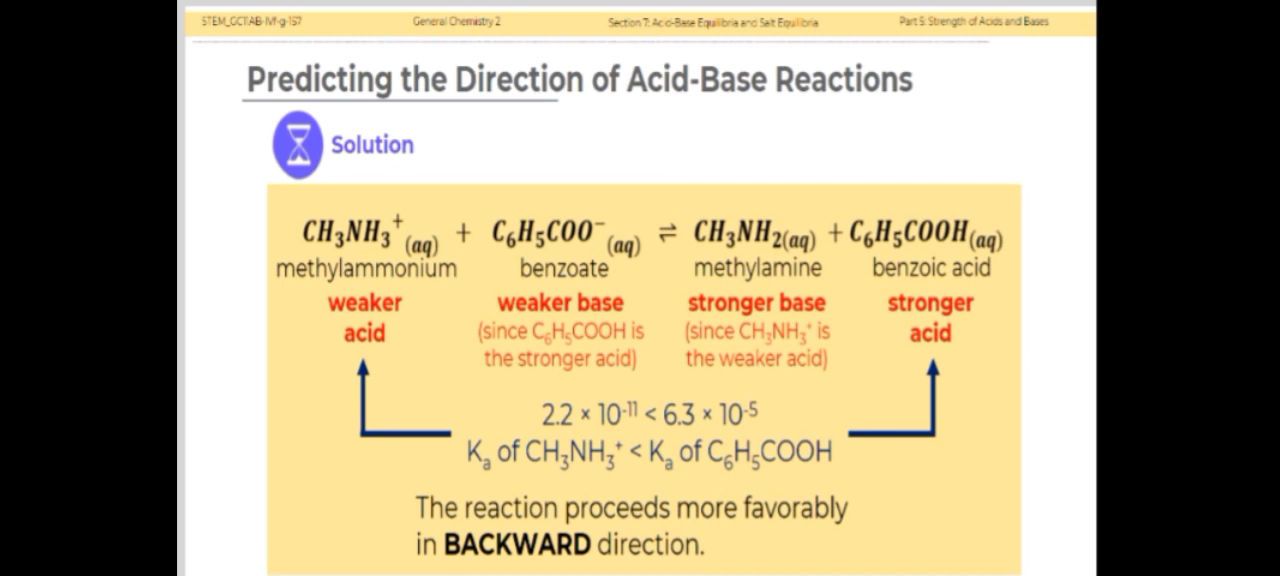 STEM_GC11AB-IVf-g-157 General Chemistry 2 Section 7: Acid-Base Equilibria and Salt Equilibria Part 5: Strength of Acids and Bases
Predicting the Direction of Acid-Base Reactions
Solution
CH₃NH₃⁺(aq) + C₆H₅COO⁻(aq) ⇌ CH₃NH₂(aq) + C₆H₅COOH(aq)
methylammonium benzoate methylamine benzoic acid
weaker weaker base stronger base stronger
acid (since C₆H₅COOH is (since CH₃NH₃⁺ is acid
the stronger acid) the weaker acid)
2.2 × 10⁻¹¹ < 6.3 × 10⁻⁵
Kₐ of CH₃NH₃⁺ < Kₐ of C₆H₅COOH
The reaction proceeds more favorably
in BACKWARD direction.